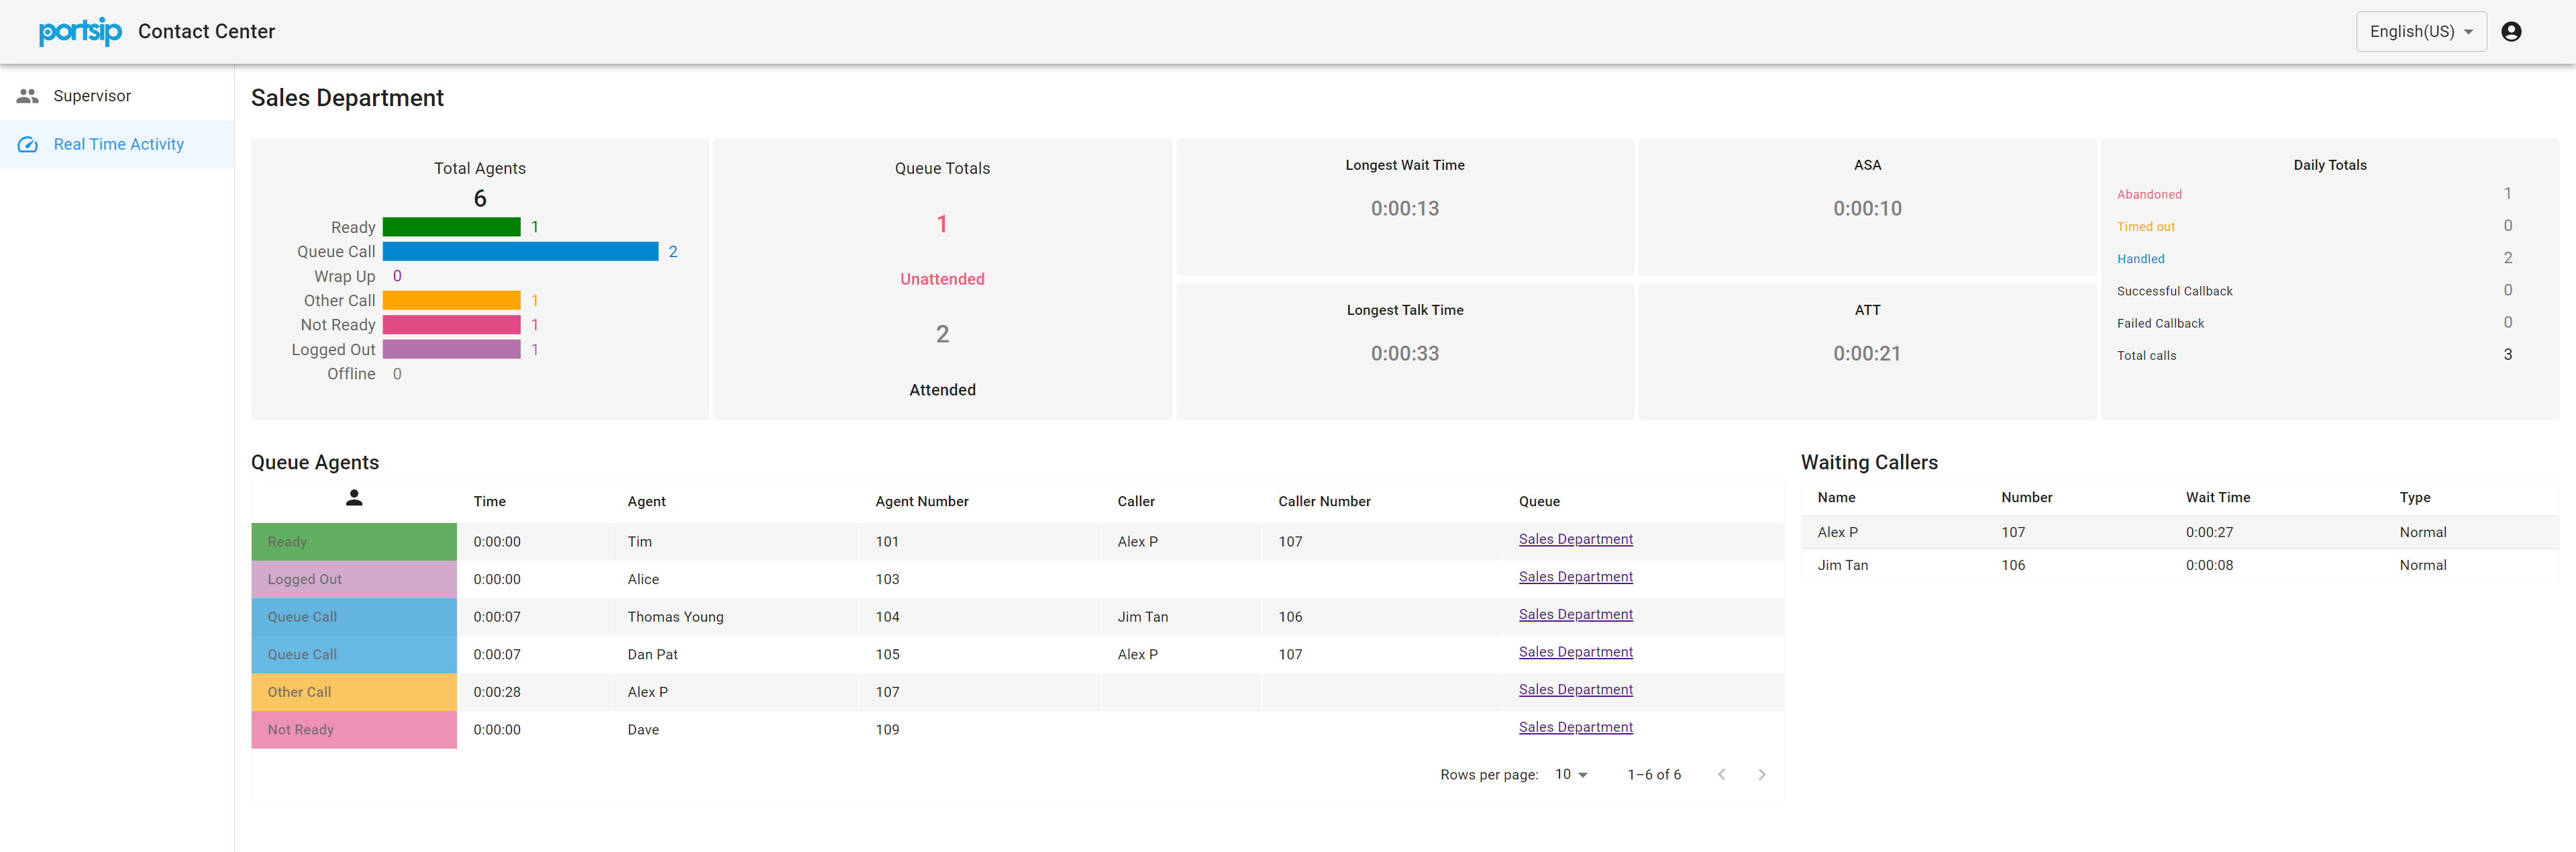 portsip Contact Center
English(US)
Supervisor
Real Time Activity
Sales Department
Total Agents
6
Ready 1
Queue Call 2
Wrap Up 0
Other Call 1
Not Ready 1
Logged Out 1
Offline 0
Queue Totals
1
Unattended
2
Attended
Longest Wait Time
0:00:13
ASA
0:00:10
Longest Talk Time
0:00:33
ATT
0:00:21
Daily Totals
Abandoned 1
Timed out 0
Handled 2
Successful Callback 0
Failed Callback 0
Total calls 3
Queue Agents
Time Agent Agent Number Caller Caller Number Queue
Ready 0:00:00 Tim 101 Alex P 107 Sales Department
Logged Out 0:00:00 Alice 103 Sales Department
Queue Call 0:00:07 Thomas Young 104 Jim Tan 106 Sales Department
Queue Call 0:00:07 Dan Pat 105 Alex P 107 Sales Department
Other Call 0:00:28 Alex P 107 Sales Department
Not Ready 0:00:00 Dave 109 Sales Department
Rows per page: 10 1–6 of 6
Waiting Callers
Name Number Wait Time Type
Alex P 107 0:00:27 Normal
Jim Tan 106 0:00:08 Normal